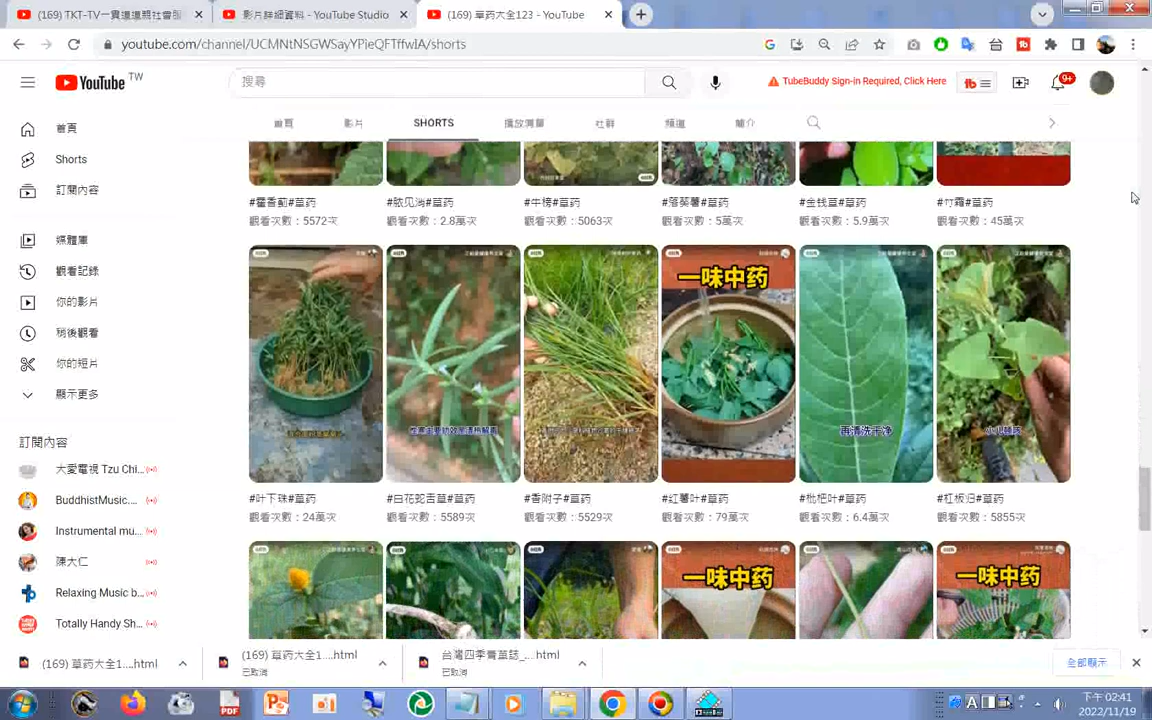 (169) TKT-TV一貫道道親社會服
影片詳細資料 - YouTube Studio
(169) 草药大全123 - YouTube
youtube.com/channel/UCMNtNSGWSayYPieQFTffwIA/shorts
YouTube TW
搜尋
TubeBuddy Sign-in Required, Click Here
tb
9+
首頁
影片
SHORTS
播放清單
社群
頻道
簡介
首頁
Shorts
訂閱內容
媒體庫
觀看記錄
你的影片
稍後觀看
你的短片
顯示更多
訂閱內容
大愛電視 Tzu Chi...
BuddhistMusic....
Instrumental mu...
陳大仁
Relaxing Music b...
Totally Handy Sh...
#藿香蓟#草药
觀看次數：5572次
#脓见消#草药
觀看次數：2.8萬次
#牛榜#草药
觀看次數：5063次
#落葵薯#草药
觀看次數：5萬次
#金钱草#草药
觀看次數：5.9萬次
#竹霜#草药
觀看次數：45萬次
一味中药
再清洗干净
#叶下珠#草药
觀看次數：24萬次
#白花蛇舌草#草药
觀看次數：5589次
#香附子#草药
觀看次數：5529次
#红薯叶#草药
觀看次數：79萬次
#枇杷叶#草药
觀看次數：6.4萬次
#杠板归#草药
觀看次數：5855次
一味中药
一味中药
(169) 草药大全1....html
(169) 草药大全1....html
已取消
台灣四季青草誌_....html
已取消
全部顯示
PDF
下午 02:41
2022/11/19